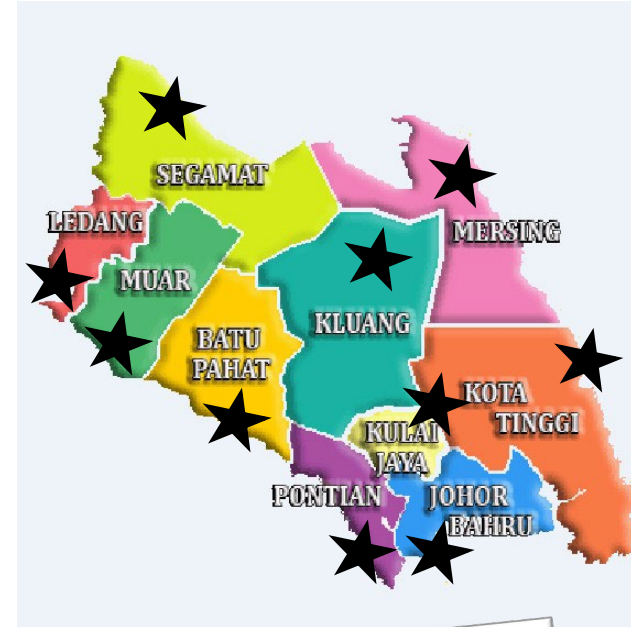 SEGAMAT
LEDANG
MERSING
MUAR
KLUANG
BATU
PAHAT
KOTA
TINGGI
KULAI
JAYA
PONTIAN
JOHOR
BAHRU